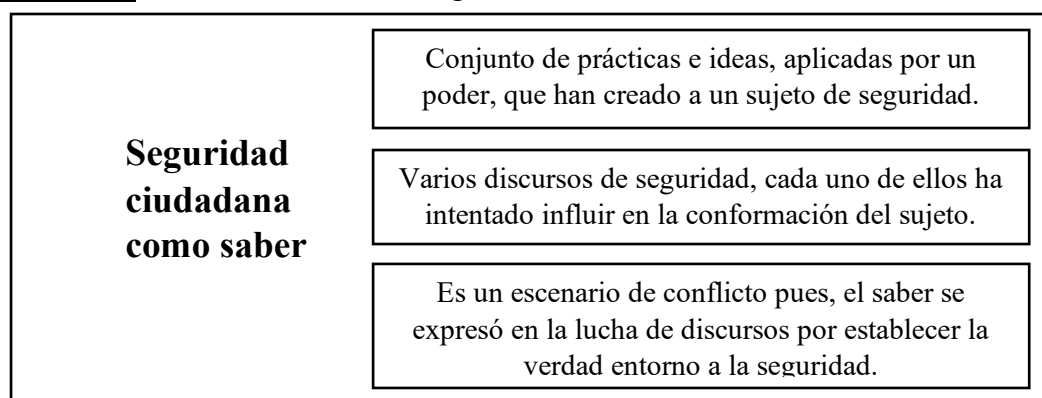 Conjunto de prácticas e ideas, aplicadas por un
poder, que han creado a un sujeto de seguridad.
Seguridad
ciudadana
como saber
Varios discursos de seguridad, cada uno de ellos ha
intentado influir en la conformación del sujeto.
Es un escenario de conflicto pues, el saber se
expresó en la lucha de discursos por establecer la
verdad entorno a la seguridad.